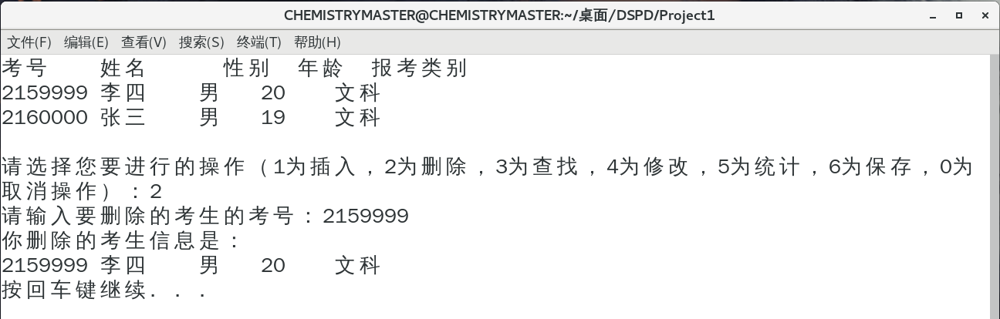 CHEMISTRYMASTER@CHEMISTRYMASTER:~/桌面/DSPD/Project1
文件(F) 编辑(E) 查看(V) 搜索(S) 终端(T) 帮助(H)
考号 姓名 性别 年龄 报考类别
2159999 李四 男 20 文科
2160000 张三 男 19 文科
请选择您要进行的操作（1为插入，2为删除，3为查找，4为修改，5为统计，6为保存，0为
取消操作）：2
请输入要删除的考生的考号：2159999
你删除的考生信息是：
2159999 李四 男 20 文科
按回车键继续. . .